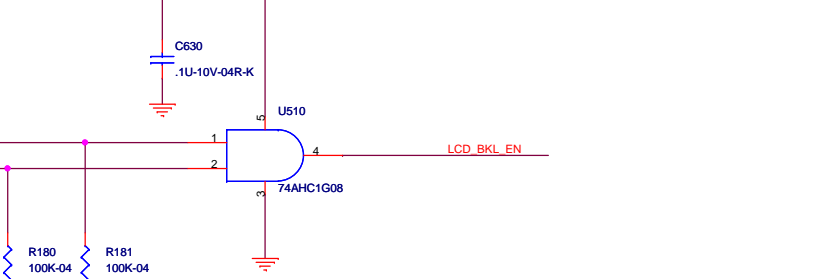 C630
.1U-10V-04R-K
U510
5
1
4
LCD_BKL_EN
2
74AHC1G08
3
R180
R181
100K-04
100K-04